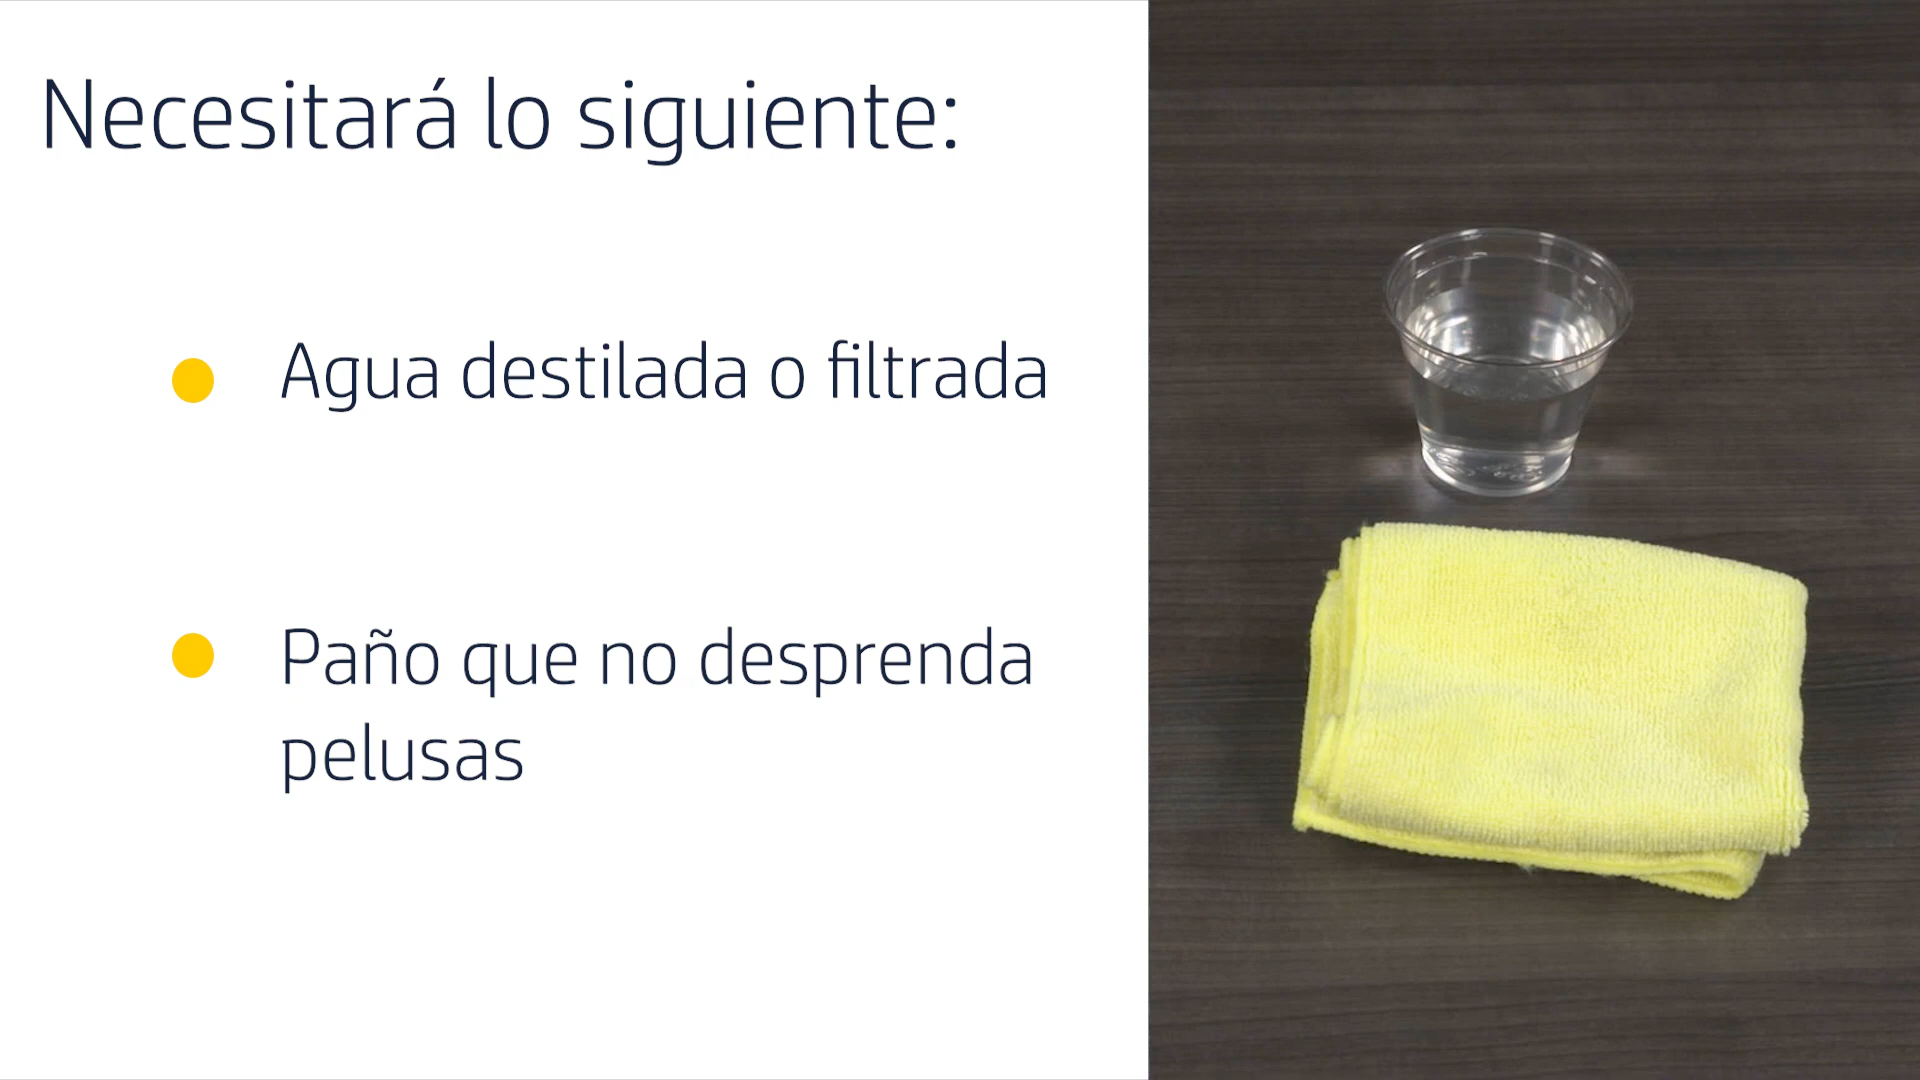 Necesitará lo siguiente:
Agua destilada o filtrada
Paño que no desprenda
pelusas